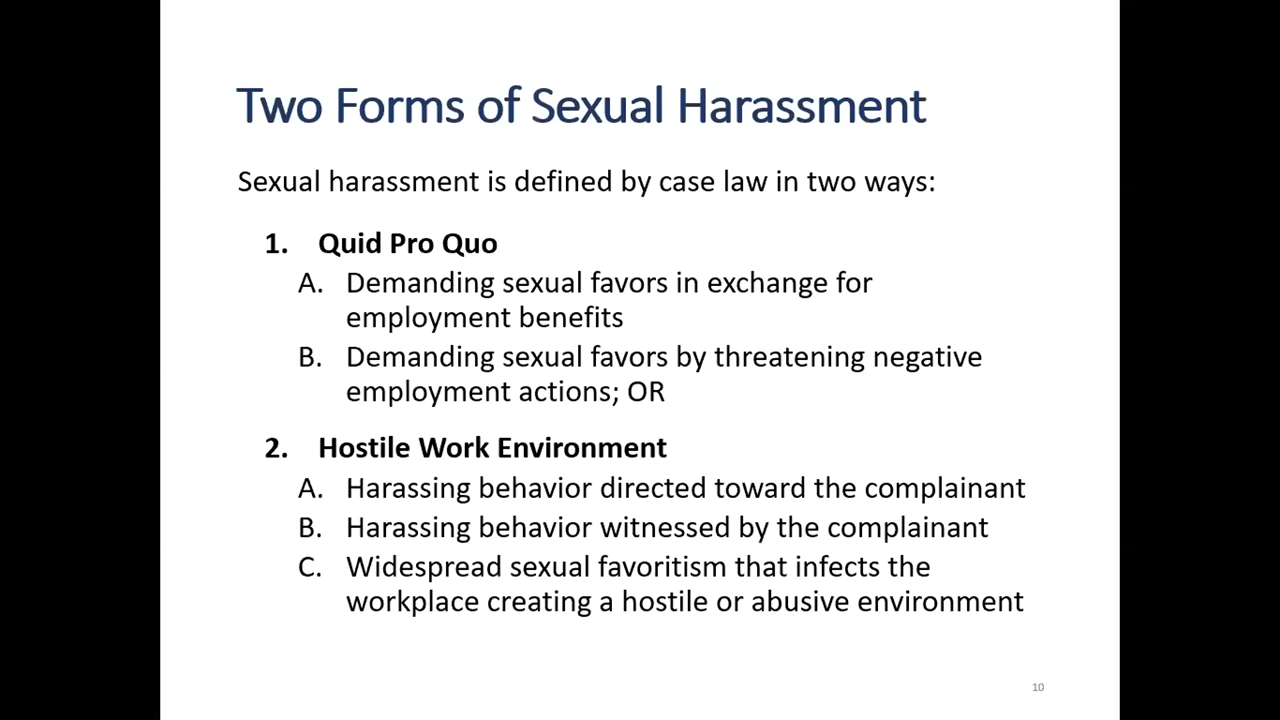 Two Forms of Sexual Harassment
Sexual harassment is defined by case law in two ways:
1. Quid Pro Quo
A. Demanding sexual favors in exchange for
employment benefits
B. Demanding sexual favors by threatening negative
employment actions; OR
2. Hostile Work Environment
A. Harassing behavior directed toward the complainant
B. Harassing behavior witnessed by the complainant
C. Widespread sexual favoritism that infects the
workplace creating a hostile or abusive environment
10